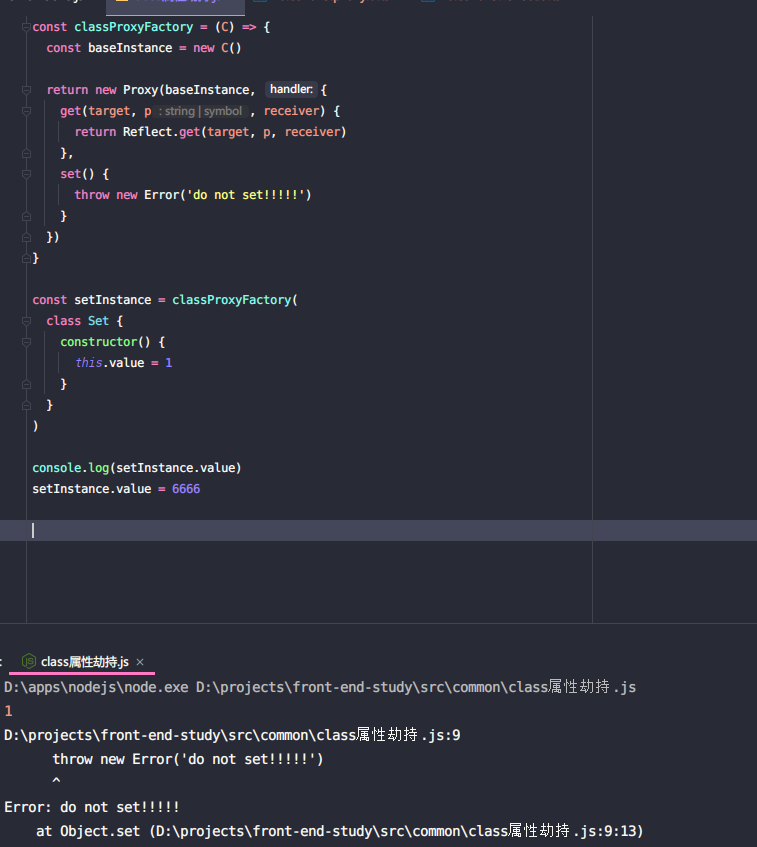 const classProxyFactory = (C) => {
const baseInstance = new C()
return new Proxy(baseInstance, handler: {
get(target, p : string | symbol , receiver) {
return Reflect.get(target, p, receiver)
},
set() {
throw new Error('do not set!!!!!')
}
})
}
const setInstance = classProxyFactory(
class Set {
constructor() {
this.value = 1
}
}
)
console.log(setInstance.value)
setInstance.value = 6666
: class属性劫持.js ×
D:\apps\nodejs\node.exe D:\projects\front-end-study\src\common\class属性劫持.js
1
D:\projects\front-end-study\src\common\class属性劫持.js:9
throw new Error('do not set!!!!!')
^
Error: do not set!!!!!
at Object.set (D:\projects\front-end-study\src\common\class属性劫持.js:9:13)